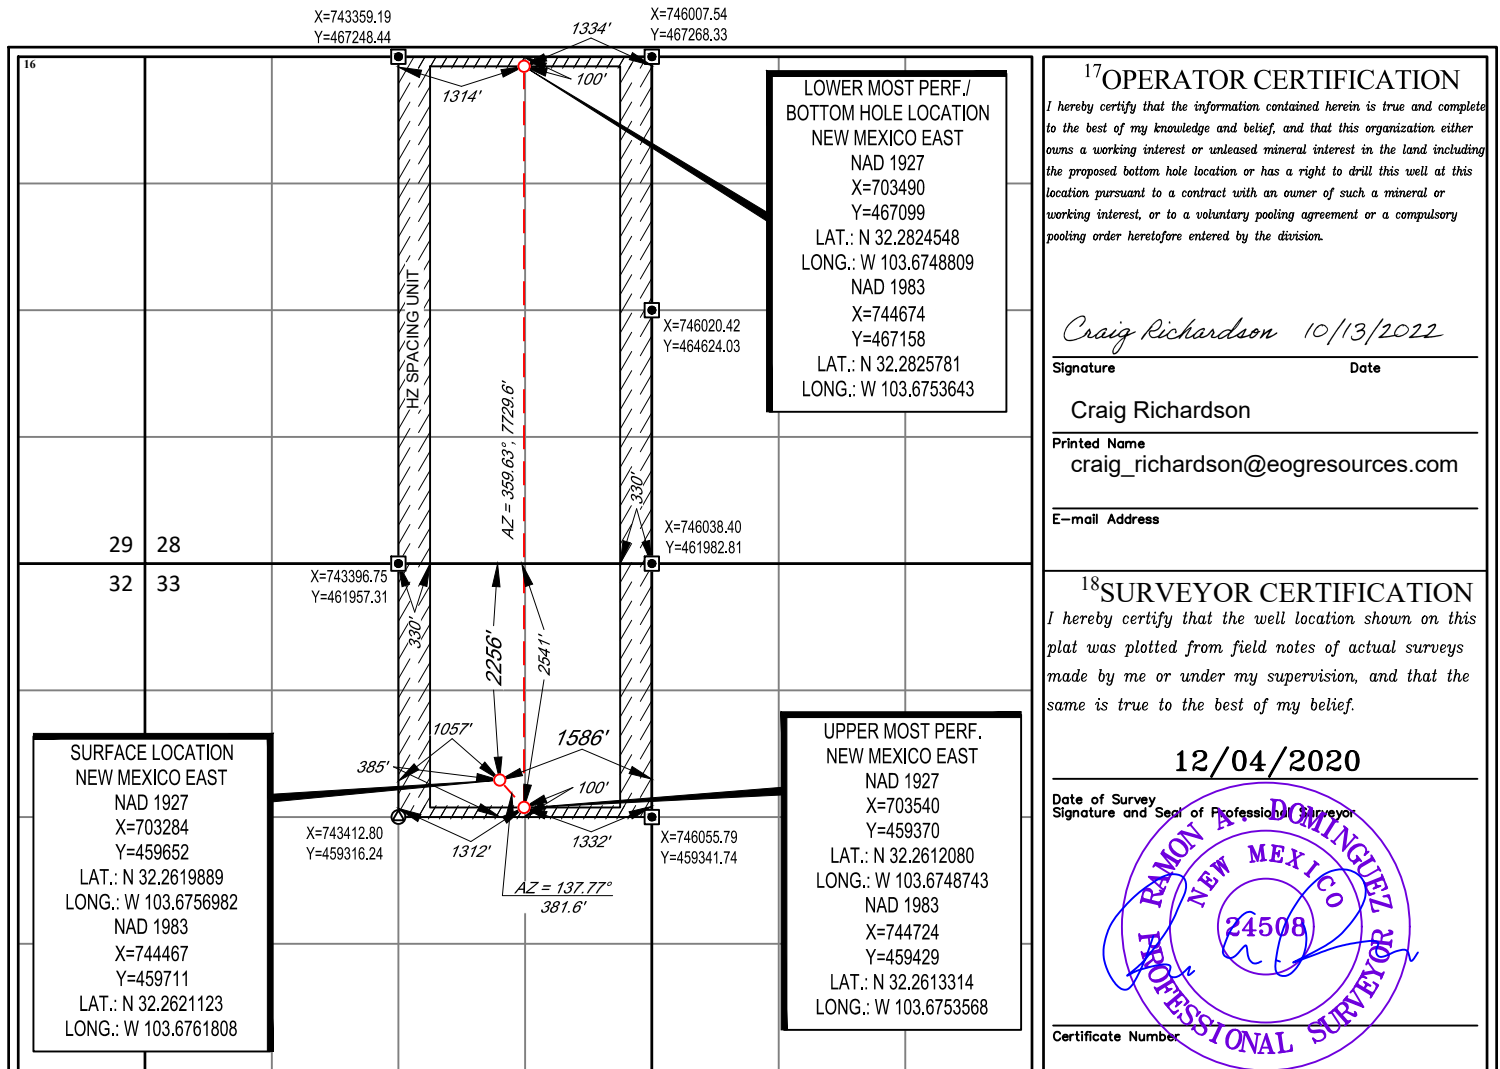 16
X=743359.19
Y=467248.44
X=746007.54
Y=467268.33
1334'
1314'
100'
HZ SPACING UNIT
AZ = 359.63°, 7729.6'
X=746020.42
Y=464624.03
330'
X=746038.40
Y=461982.81
29 28
32 33
X=743396.75
Y=461957.31
330'
2256'
2541'
1057'
1586'
385'
100'
X=743412.80
Y=459316.24
1312'
1332'
X=746055.79
Y=459341.74
AZ = 137.77°
381.6'
LOWER MOST PERF./
BOTTOM HOLE LOCATION
NEW MEXICO EAST
NAD 1927
X=703490
Y=467099
LAT.: N 32.2824548
LONG.: W 103.6748809
NAD 1983
X=744674
Y=467158
LAT.: N 32.2825781
LONG.: W 103.6753643
SURFACE LOCATION
NEW MEXICO EAST
NAD 1927
X=703284
Y=459652
LAT.: N 32.2619889
LONG.: W 103.6756982
NAD 1983
X=744467
Y=459711
LAT.: N 32.2621123
LONG.: W 103.6761808
UPPER MOST PERF.
NEW MEXICO EAST
NAD 1927
X=703540
Y=459370
LAT.: N 32.2612080
LONG.: W 103.6748743
NAD 1983
X=744724
Y=459429
LAT.: N 32.2613314
LONG.: W 103.6753568
17 OPERATOR CERTIFICATION
I hereby certify that the information contained herein is true and complete
to the best of my knowledge and belief, and that this organization either
owns a working interest or unleased mineral interest in the land including
the proposed bottom hole location or has a right to drill this well at this
location pursuant to a contract with an owner of such a mineral or
working interest, or to a voluntary pooling agreement or a compulsory
pooling order heretofore entered by the division.
Craig Richardson 10/13/2022
Signature Date
Craig Richardson
Printed Name
craig_richardson@eogresources.com
E-mail Address
18 SURVEYOR CERTIFICATION
I hereby certify that the well location shown on this
plat was plotted from field notes of actual surveys
made by me or under my supervision, and that the
same is true to the best of my belief.
12/04/2020
Date of Survey
Signature and Seal of Professional Surveyor
RAMON A. DOMINGUEZ
NEW MEXICO
24508
PROFESSIONAL SURVEYOR
Certificate Number